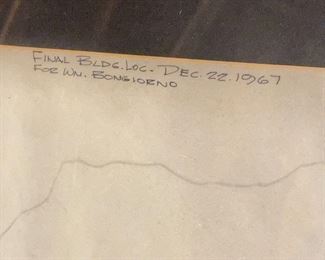 FINAL BLDG. LOC. - DEC. 22. 1967
FOR WM. BONGIORNO